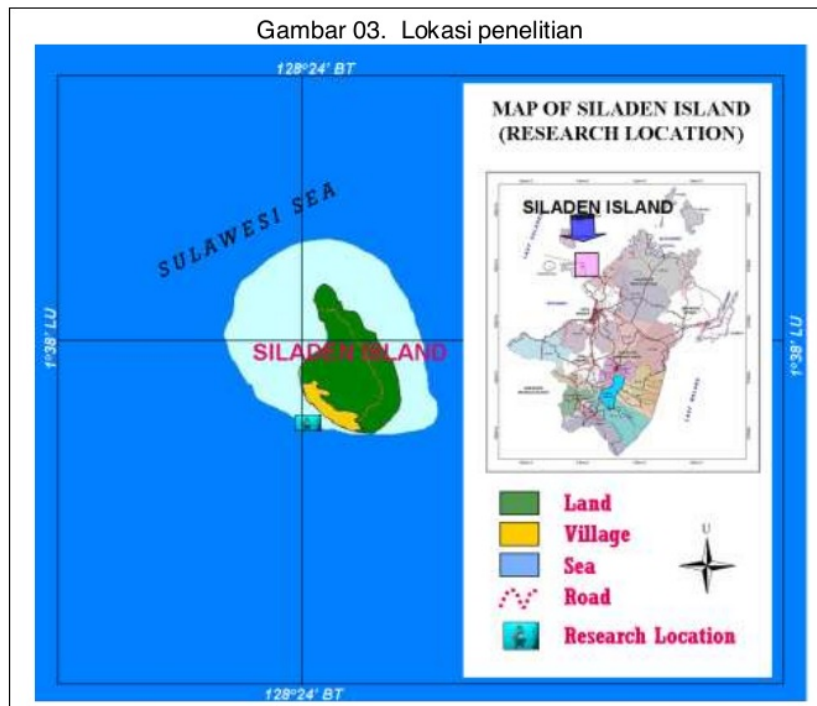 Gambar 03. Lokasi penelitian
128°24' BT
MAP OF SILADEN ISLAND
(RESEARCH LOCATION)
SILADEN ISLAND
SULAWESI SEA
1°38' LU
SILADEN ISLAND
1°38' LU
Land
Village
Sea
Road
Research Location
U
128°24' BT